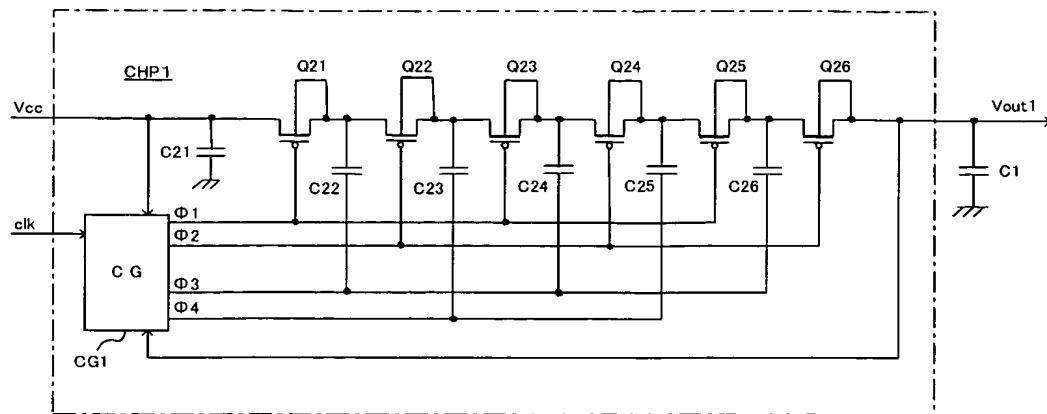 CHP1
Q21 Q22 Q23 Q24 Q25 Q26
Vcc
Vout1
C21
C22 C23 C24 C25 C26
C1
clk
Φ1
Φ2
CG
Φ3
Φ4
CG1